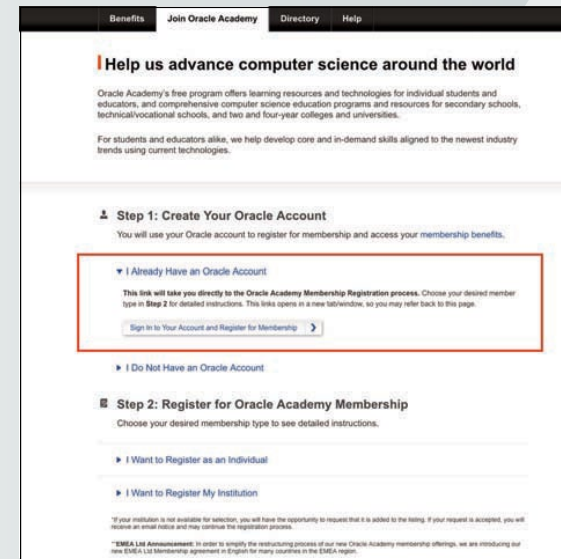 Benefits Join Oracle Academy Directory Help
Help us advance computer science around the world
Oracle Academy's free program offers learning resources and technologies for individual students and
educators, and comprehensive computer science education programs and resources for secondary schools,
technical/vocational schools, and two and four-year colleges and universities.
For students and educators alike, we help develop core and in-demand skills aligned to the newest industry
trends using current technologies.
Step 1: Create Your Oracle Account
You will use your Oracle account to register for membership and access your membership benefits.
I Already Have an Oracle Account
This link will take you directly to the Oracle Academy Membership Registration process. Choose your desired member
type in Step 2 for detailed instructions. This links opens in a new tab/window, so you may refer back to this page.
Sign In to Your Account and Register for Membership
I Do Not Have an Oracle Account
Step 2: Register for Oracle Academy Membership
Choose your desired membership type to see detailed instructions.
I Want to Register as an Individual
I Want to Register My Institution
*If your institution is not available for selection, you will have the opportunity to request that it is added to the listing. If your request is accepted, you will
receive an email notice and may continue the registration process.
**EMEA Ltd Announcement: In order to simplify the restructuring process of our new Oracle Academy membership offerings, we are introducing our
new EMEA Ltd Membership agreement in English for many countries in the EMEA region.